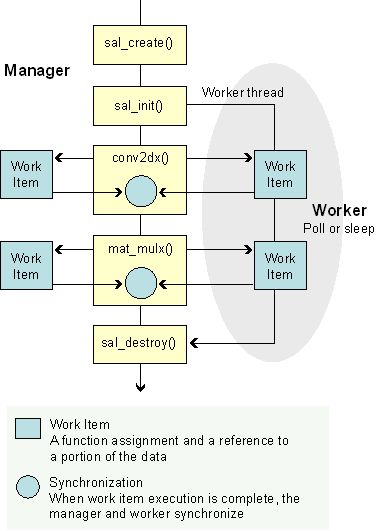 sal_create()
Manager
sal_init()
Worker thread
Work
Item
conv2dx()
Work
Item
Worker
Poll or sleep
Work
Item
mat_mulx()
Work
Item
sal_destroy()
Work Item
A function assignment and a reference to
a portion of the data
Synchronization
When work item execution is complete, the
manager and worker synchronize